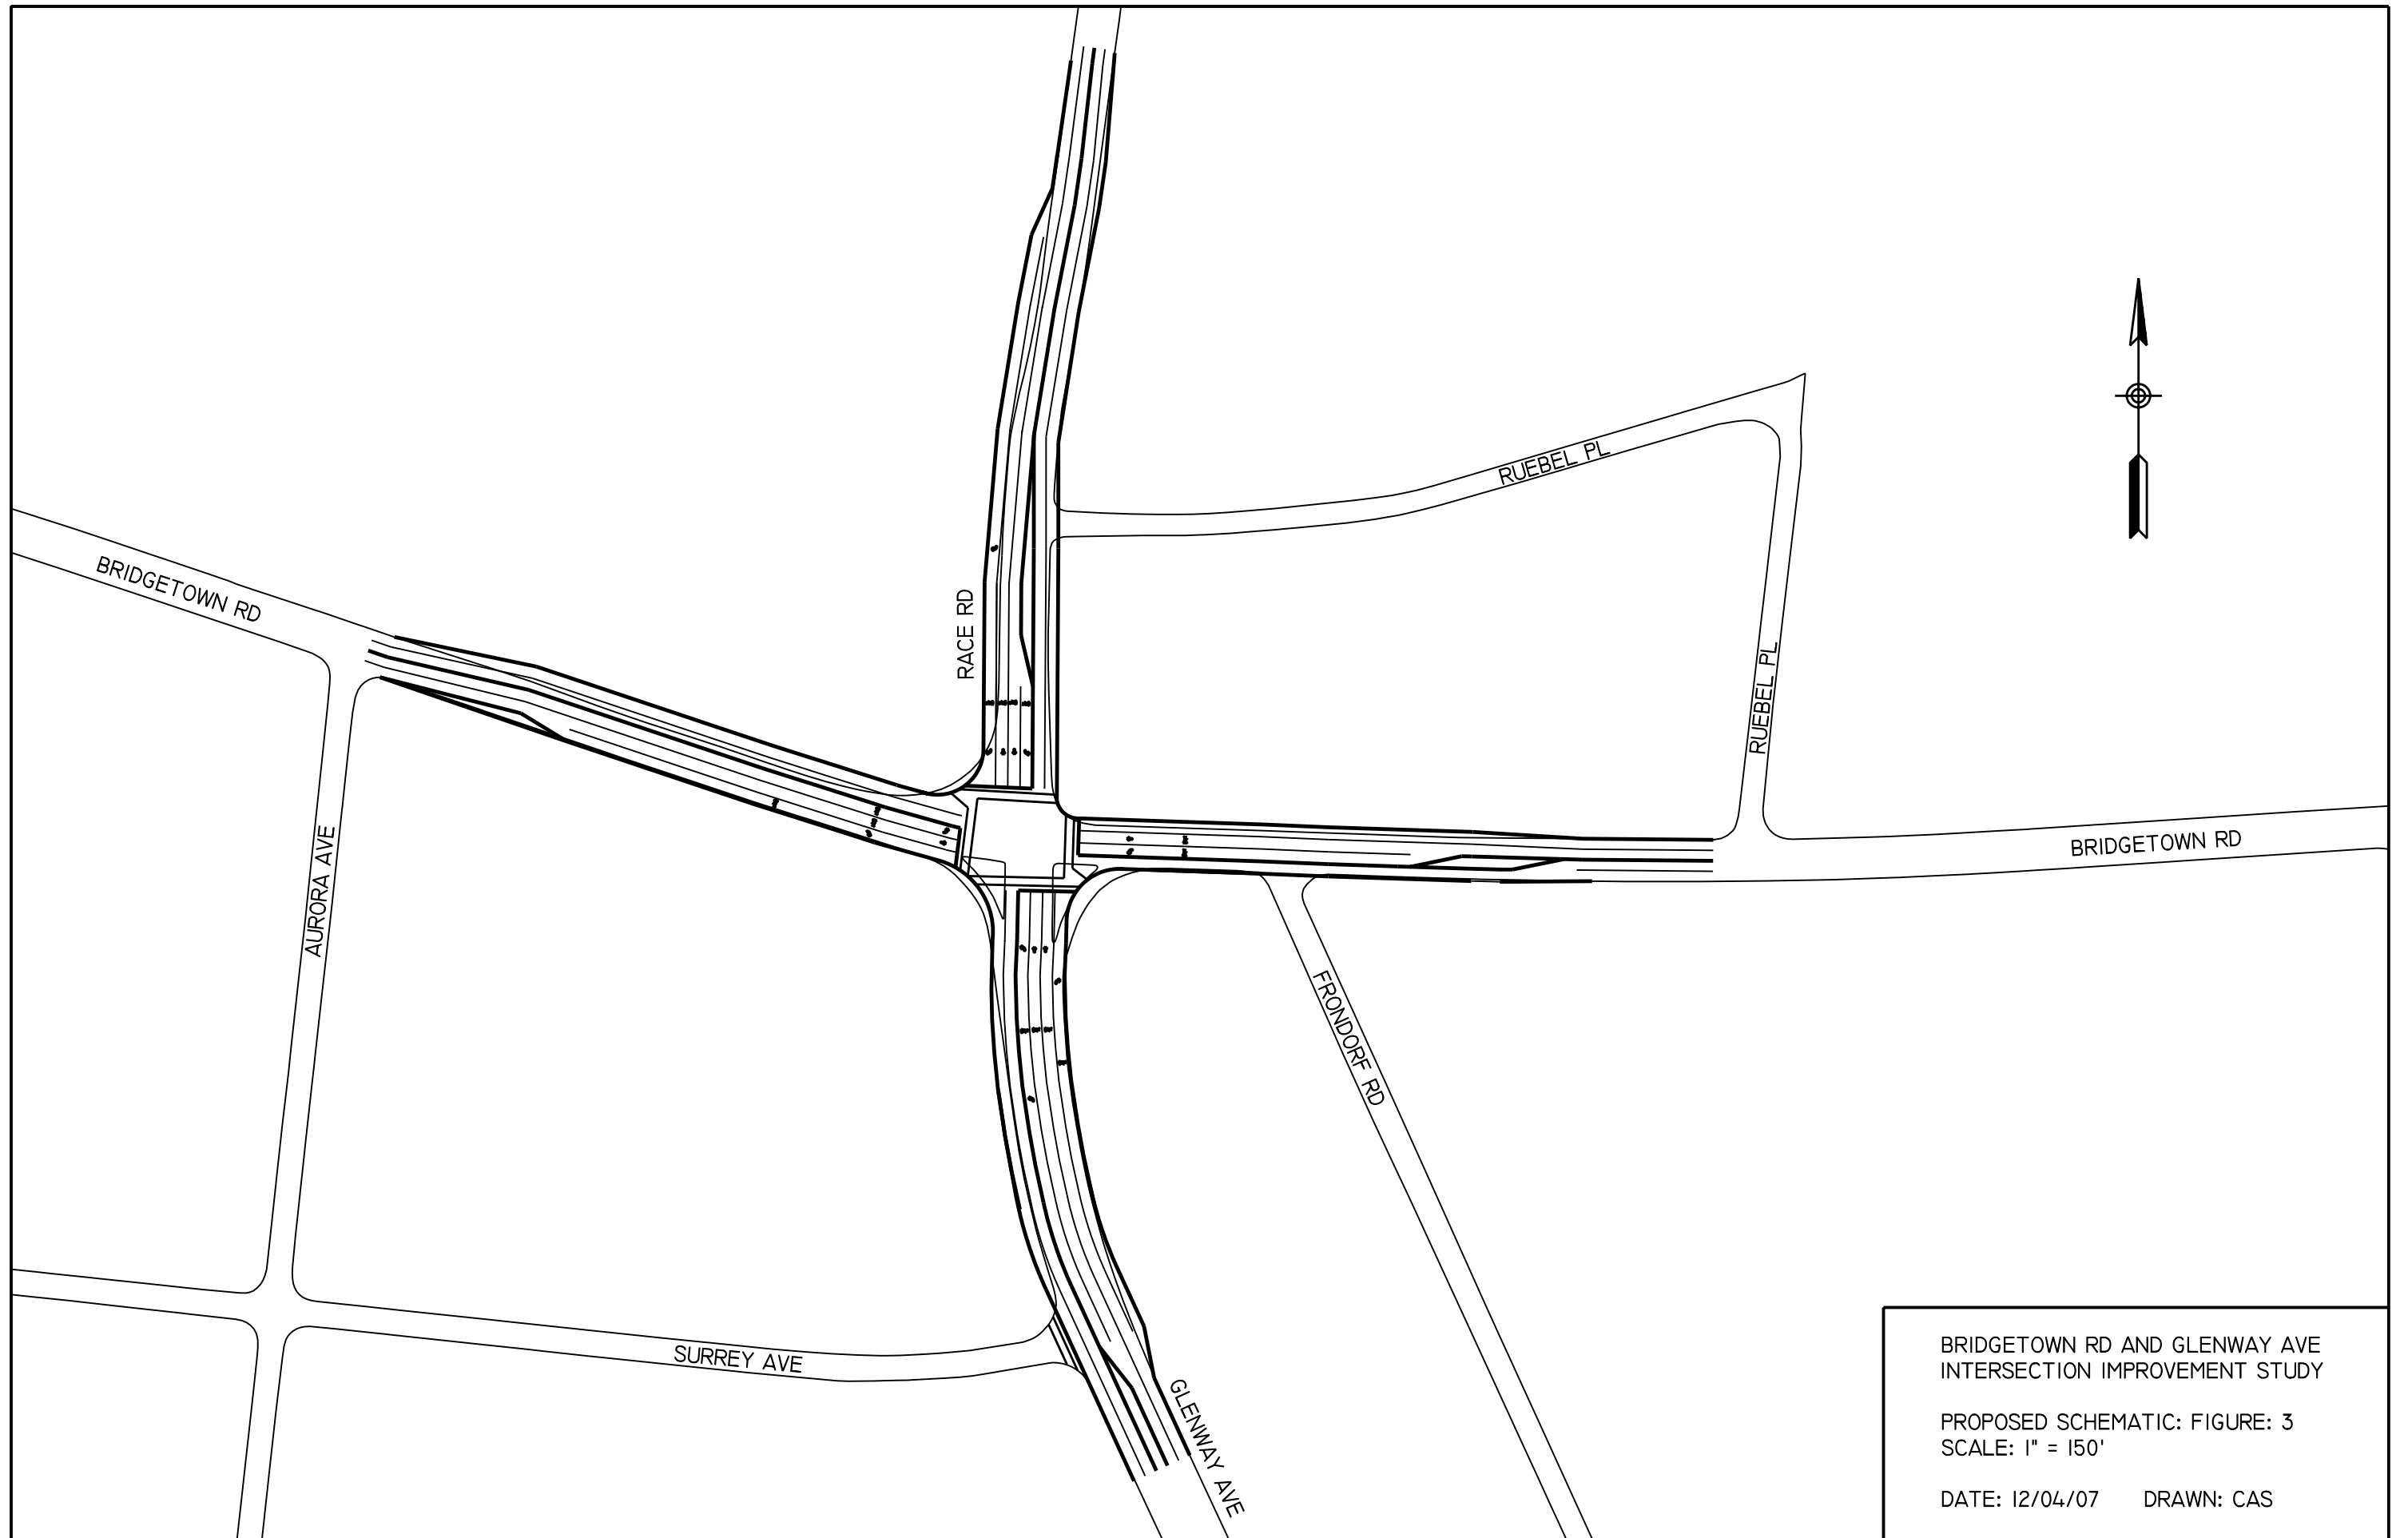 RUEBEL PL
BRIDGETOWN RD
RACE RD
RUEBEL PL
BRIDGETOWN RD
AURORA AVE
FRONDORF RD
SURREY AVE
GLENWAY AVE
BRIDGETOWN RD AND GLENWAY AVE
INTERSECTION IMPROVEMENT STUDY
PROPOSED SCHEMATIC: FIGURE: 3
SCALE: 1" = 150'
DATE: 12/04/07 DRAWN: CAS